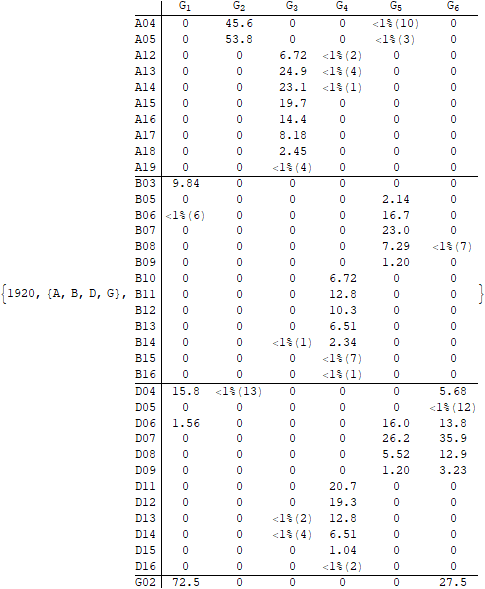 G₁ G₂ G₃ G₄ G₅ G₆
A04 0 45.6 0 0 <1%(10) 0
A05 0 53.8 0 0 <1%(3) 0
A12 0 0 6.72 <1%(2) 0 0
A13 0 0 24.9 <1%(4) 0 0
A14 0 0 23.1 <1%(1) 0 0
A15 0 0 19.7 0 0 0
A16 0 0 14.4 0 0 0
A17 0 0 8.18 0 0 0
A18 0 0 2.45 0 0 0
A19 0 0 <1%(4) 0 0 0
B03 9.84 0 0 0 0 0
B05 0 0 0 0 2.14 0
B06 <1%(6) 0 0 0 16.7 0
B07 0 0 0 0 23.0 0
B08 0 0 0 0 7.29 <1%(7)
B09 0 0 0 0 1.20 0
B10 0 0 0 6.72 0 0
{1920, {A, B, D, G}, B11 0 0 0 12.8 0 0 }
B12 0 0 0 10.3 0 0
B13 0 0 0 6.51 0 0
B14 0 0 <1%(1) 2.34 0 0
B15 0 0 0 <1%(7) 0 0
B16 0 0 0 <1%(1) 0 0
D04 15.8 <1%(13) 0 0 0 5.68
D05 0 0 0 0 0 <1%(12)
D06 1.56 0 0 0 16.0 13.8
D07 0 0 0 0 26.2 35.9
D08 0 0 0 0 5.52 12.9
D09 0 0 0 0 1.20 3.23
D11 0 0 0 20.7 0 0
D12 0 0 0 19.3 0 0
D13 0 0 <1%(2) 12.8 0 0
D14 0 0 <1%(4) 6.51 0 0
D15 0 0 0 1.04 0 0
D16 0 0 0 <1%(2) 0 0
G02 72.5 0 0 0 0 27.5